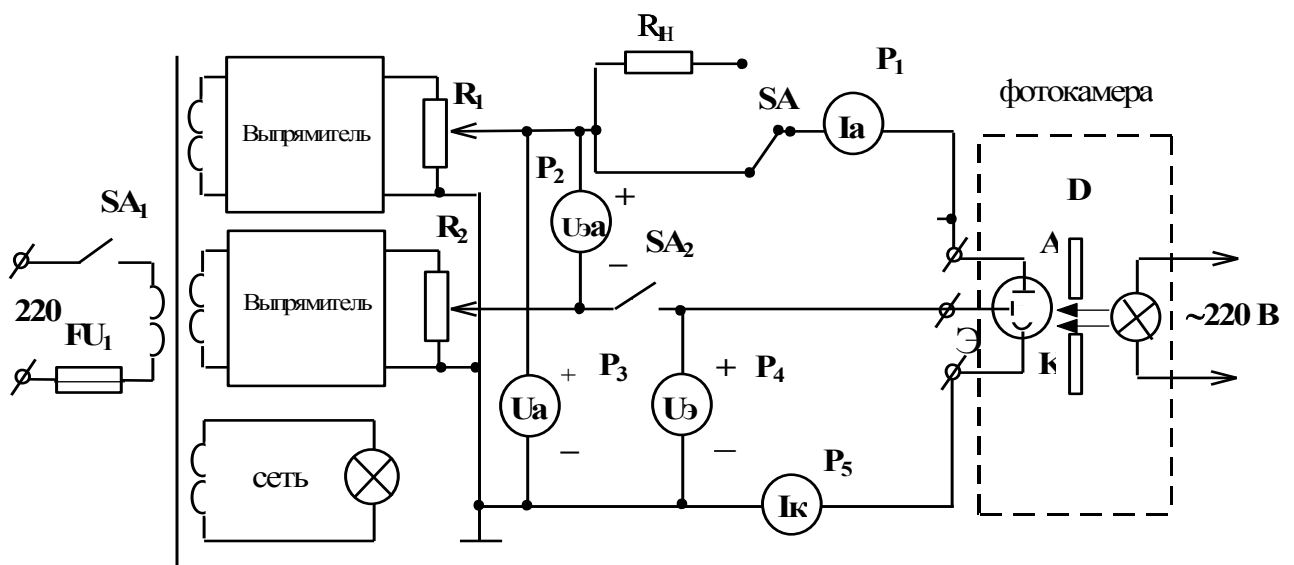 Rн
P₁
SA
фотокамера
R₁
Выпрямитель
Ia
P₂
D
SA₁
Uэа
+
−
R₂
SA₂
А
220
FU₁
Выпрямитель
Э
~220 В
К
P₃
P₄
+
+
Uа
Uэ
−
−
сеть
P₅
Iк